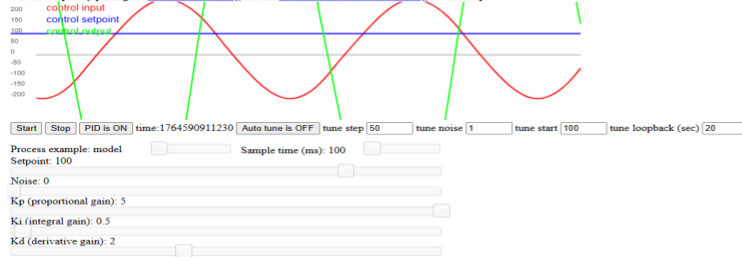 200
control input
150
control setpoint
100
control output
50
0
-50
-100
-150
-200
Start Stop PID is ON time:1764590911230 Auto tune is OFF tune step 50 tune noise 1 tune start 100 tune loopback (sec) 20
Process example: model Sample time (ms): 100
Setpoint: 100
Noise: 0
Kp (proportional gain): 5
Ki (integral gain): 0.5
Kd (derivative gain): 2